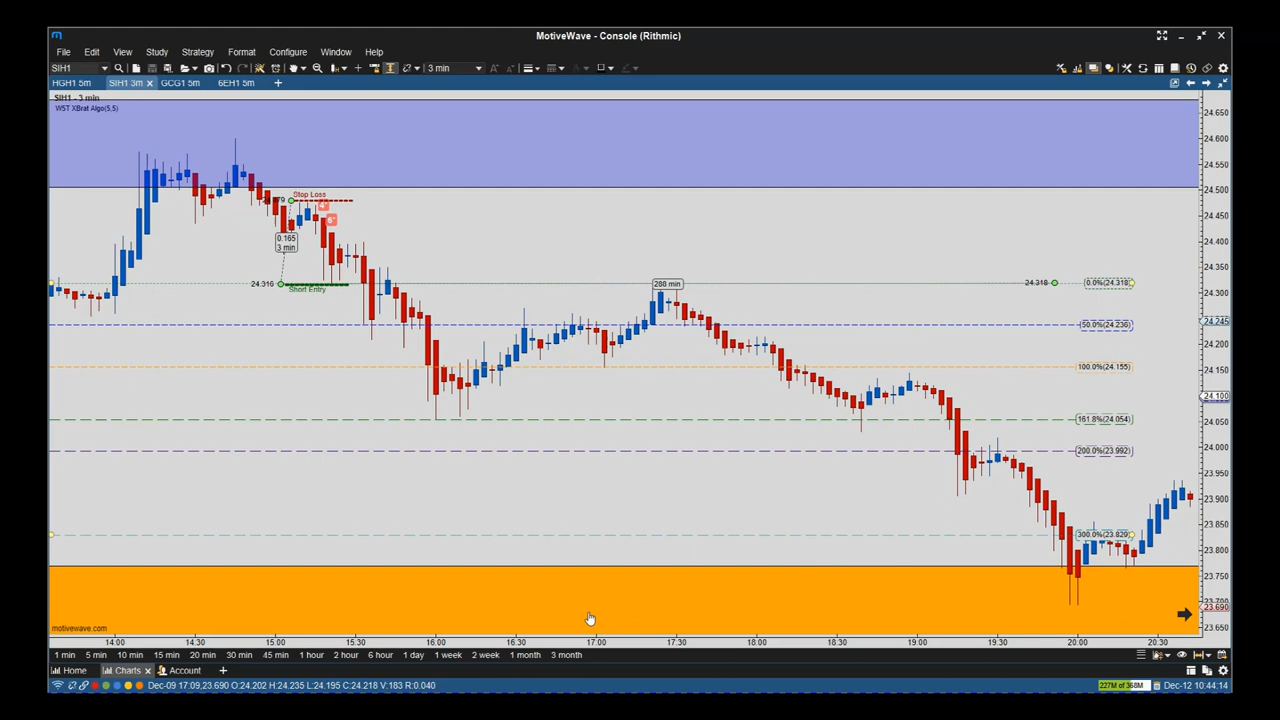 MotiveWave - Console (Rithmic)
File Edit View Study Strategy Format Configure Window Help
SIH1 3 min
HGH1 5m SIH1 3m GCG1 5m 6EH1 5m
SIH1 - 3 min
WST XBrat Algo(5,5)
24.650
24.600
24.550
24.500
24.450
24.400
24.350
24.300
24.245
24.200
24.150
24.100
24.050
24.000
23.950
23.900
23.850
23.800
23.750
23.690
23.650
Stop Loss
0.165
3 min
24.316
Short Entry
288 min
24.318
0.0%(24.318)
50.0%(24.236)
100.0%(24.155)
161.8%(24.054)
200.0%(23.992)
300.0%(23.829)
motivewave.com
14:00 14:30 15:00 15:30 16:00 16:30 17:00 17:30 18:00 18:30 19:00 19:30 20:00 20:30
1 min 5 min 10 min 15 min 20 min 30 min 45 min 1 hour 2 hour 6 hour 1 day 1 week 2 week 1 month 3 month
Home Charts Account
Dec-09 17:09,23.690 O:24.202 H:24.235 L:24.195 C:24.218 V:183 R:0.040
227M of 368M Dec-12 10:44:14